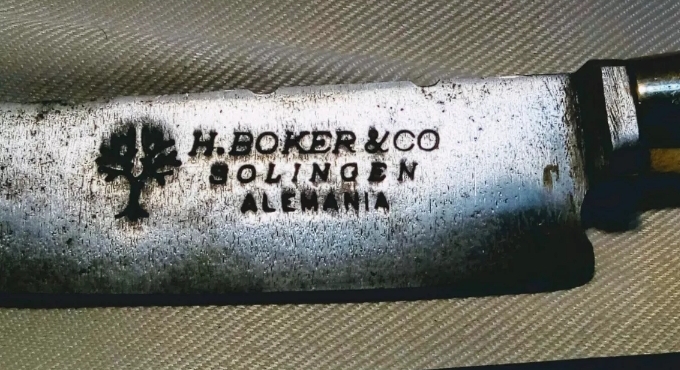 H. BOKER & CO
SOLINGEN
ALEMANIA